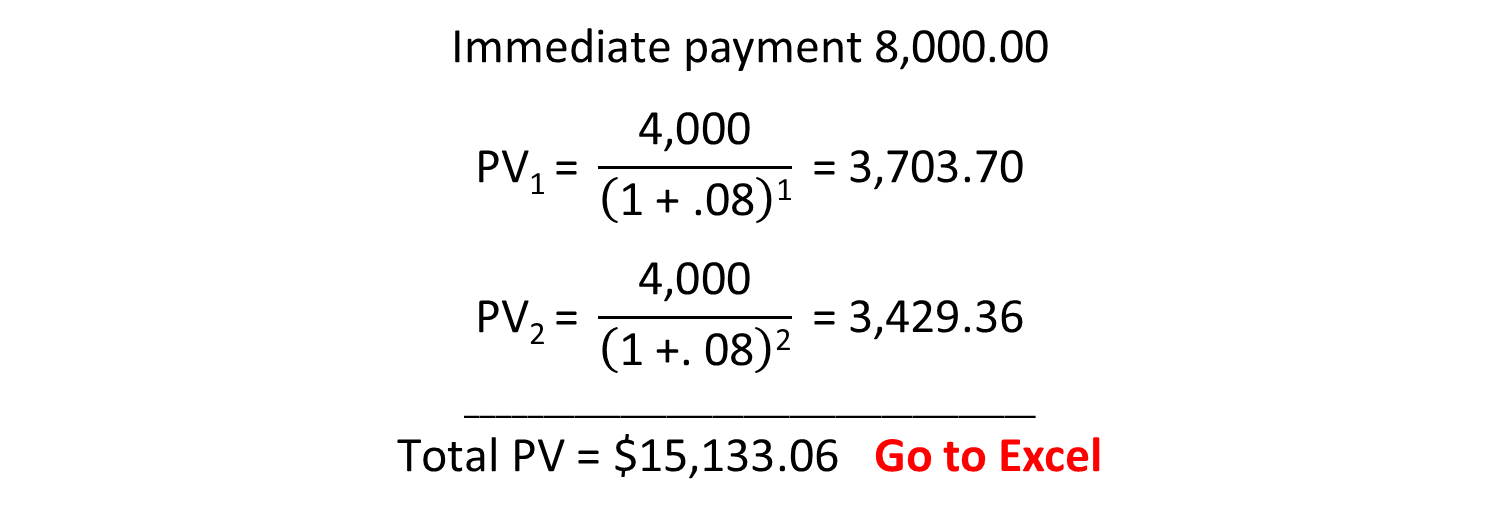 Immediate payment 8,000.00
PV₁ = 4,000 / (1 + .08)¹ = 3,703.70
PV₂ = 4,000 / (1 +. 08)² = 3,429.36
Total PV = $15,133.06 Go to Excel